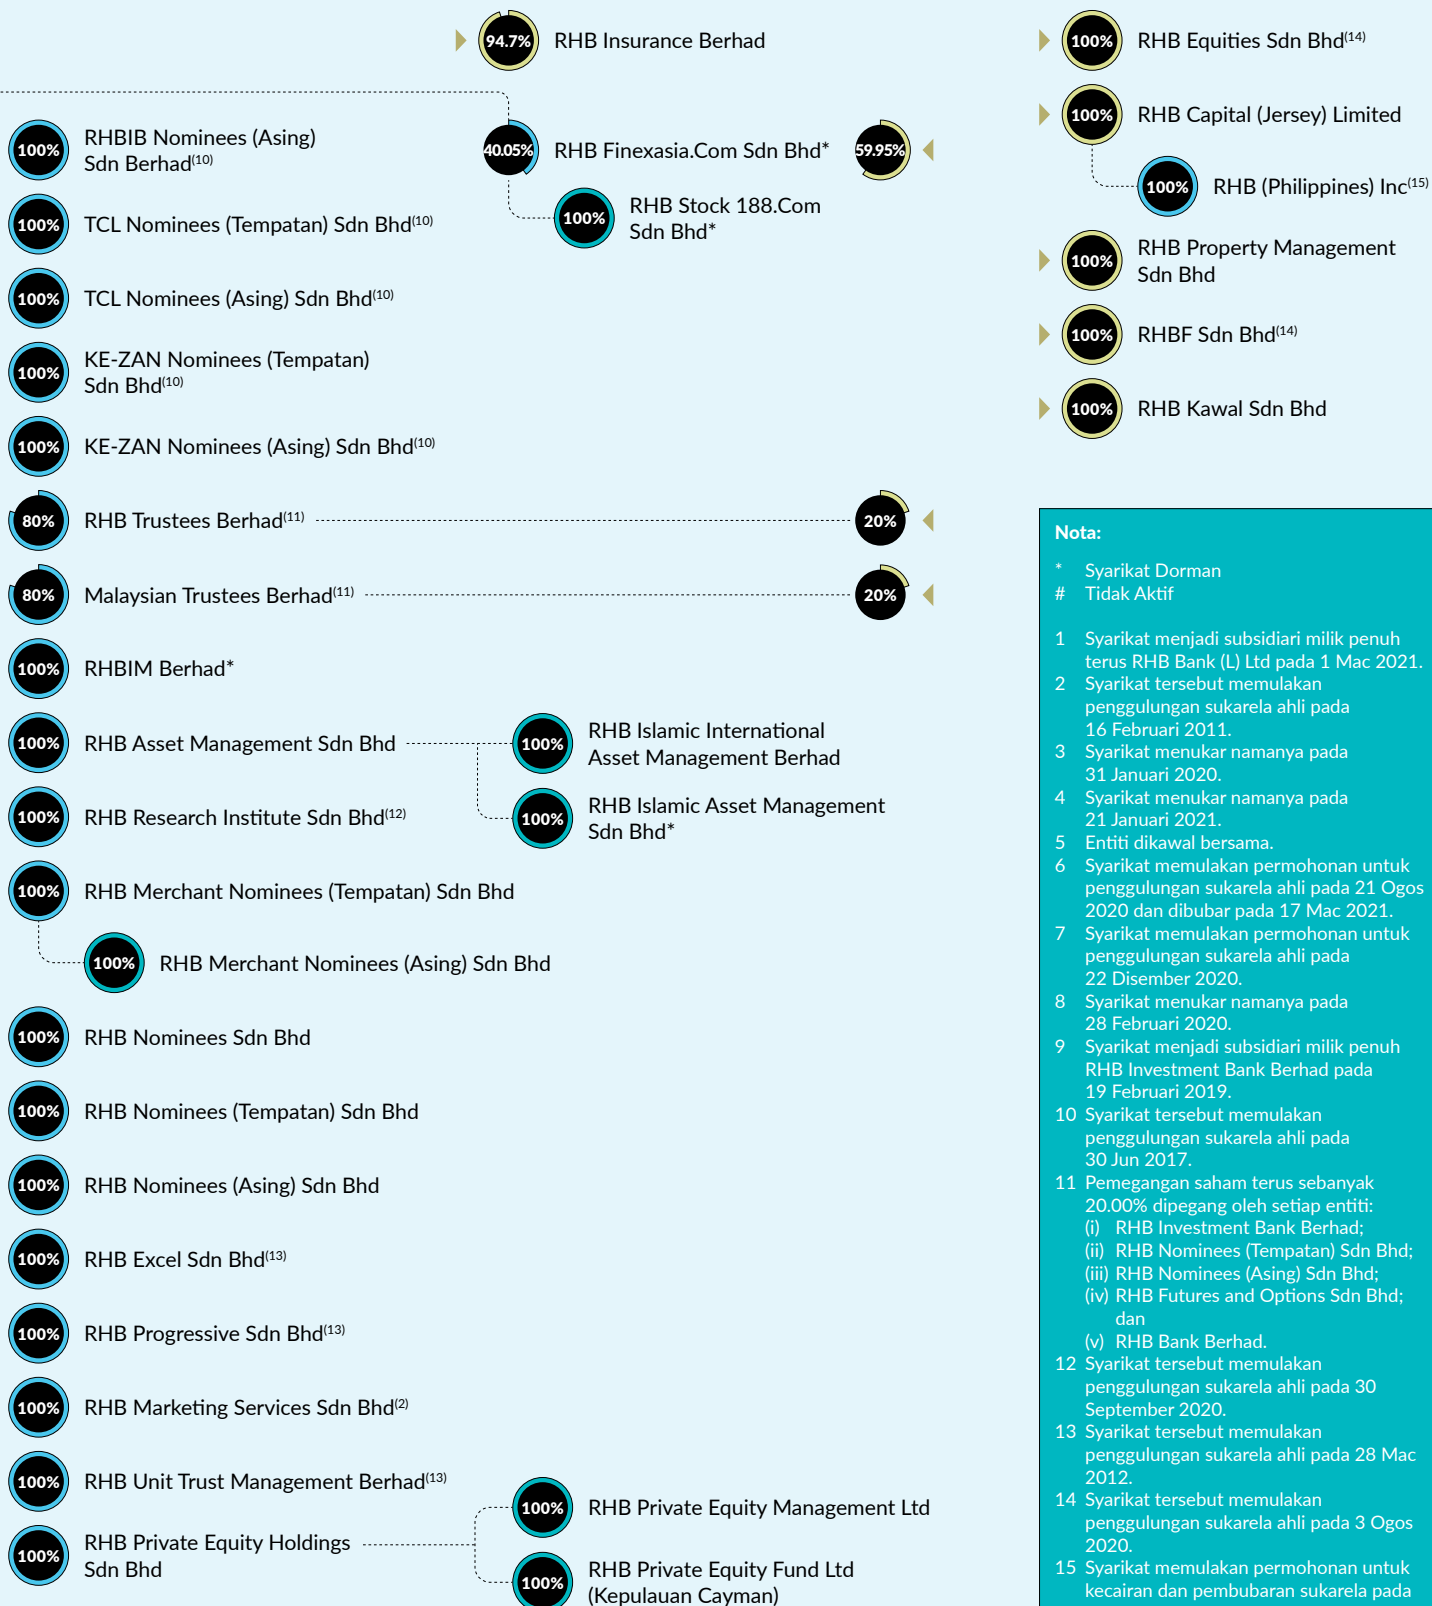 94.7% RHB Insurance Berhad
100% RHBIB Nominees (Asing)
Sdn Berhad(10)
40.05% RHB Finexasia.Com Sdn Bhd* 59.95%
100% RHB Stock 188.Com
Sdn Bhd*
100% TCL Nominees (Tempatan) Sdn Bhd(10)
100% TCL Nominees (Asing) Sdn Bhd(10)
100% KE-ZAN Nominees (Tempatan)
Sdn Bhd(10)
100% KE-ZAN Nominees (Asing) Sdn Bhd(10)
80% RHB Trustees Berhad(11) 20%
80% Malaysian Trustees Berhad(11) 20%
100% RHBIM Berhad*
100% RHB Asset Management Sdn Bhd
100% RHB Islamic International
Asset Management Berhad
100% RHB Islamic Asset Management
Sdn Bhd*
100% RHB Research Institute Sdn Bhd(12)
100% RHB Merchant Nominees (Tempatan) Sdn Bhd
100% RHB Merchant Nominees (Asing) Sdn Bhd
100% RHB Nominees Sdn Bhd
100% RHB Nominees (Tempatan) Sdn Bhd
100% RHB Nominees (Asing) Sdn Bhd
100% RHB Excel Sdn Bhd(13)
100% RHB Progressive Sdn Bhd(13)
100% RHB Marketing Services Sdn Bhd(2)
100% RHB Unit Trust Management Berhad(13)
100% RHB Private Equity Holdings
Sdn Bhd
100% RHB Private Equity Management Ltd
100% RHB Private Equity Fund Ltd
(Kepulauan Cayman)
100% RHB Equities Sdn Bhd(14)
100% RHB Capital (Jersey) Limited
100% RHB (Philippines) Inc(15)
100% RHB Property Management
Sdn Bhd
100% RHBF Sdn Bhd(14)
100% RHB Kawal Sdn Bhd
Nota:
* Syarikat Dorman
# Tidak Aktif
1 Syarikat menjadi subsidiari milik penuh
terus RHB Bank (L) Ltd pada 1 Mac 2021.
2 Syarikat tersebut memulakan
penggulungan sukarela ahli pada
16 Februari 2011.
3 Syarikat menukar namanya pada
31 Januari 2020.
4 Syarikat menukar namanya pada
21 Januari 2021.
5 Entiti dikawal bersama.
6 Syarikat memulakan permohonan untuk
penggulungan sukarela ahli pada 21 Ogos
2020 dan dibubar pada 17 Mac 2021.
7 Syarikat memulakan permohonan untuk
penggulungan sukarela ahli pada
22 Disember 2020.
8 Syarikat menukar namanya pada
28 Februari 2020.
9 Syarikat menjadi subsidiari milik penuh
RHB Investment Bank Berhad pada
19 Februari 2019.
10 Syarikat tersebut memulakan
penggulungan sukarela ahli pada
30 Jun 2017.
11 Pemegangan saham terus sebanyak
20.00% dipegang oleh setiap entiti:
(i) RHB Investment Bank Berhad;
(ii) RHB Nominees (Tempatan) Sdn Bhd;
(iii) RHB Nominees (Asing) Sdn Bhd;
(iv) RHB Futures and Options Sdn Bhd;
dan
(v) RHB Bank Berhad.
12 Syarikat tersebut memulakan
penggulungan sukarela ahli pada 30
September 2020.
13 Syarikat tersebut memulakan
penggulungan sukarela ahli pada 28 Mac
2012.
14 Syarikat tersebut memulakan
penggulungan sukarela ahli pada 3 Ogos
2020.
15 Syarikat memulakan permohonan untuk
kecairan dan pembubaran sukarela pada